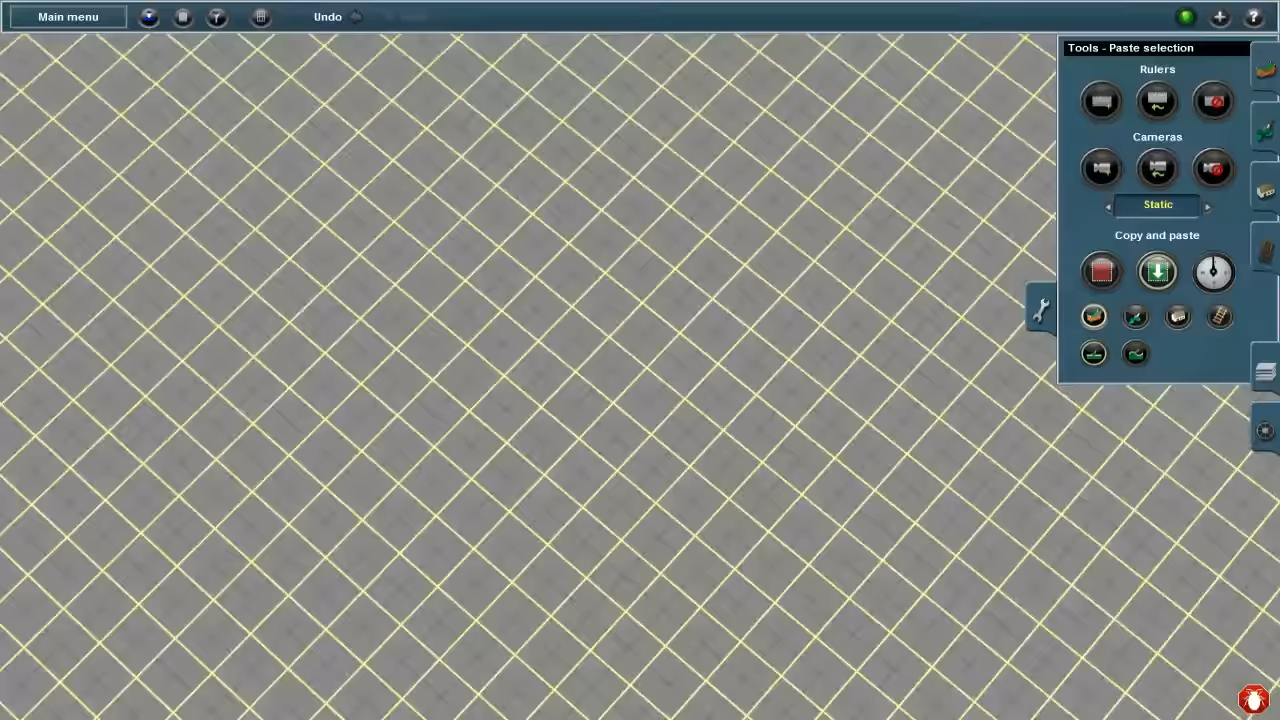 Main menu
Undo
Tools - Paste selection
Rulers
Cameras
Static
Copy and paste